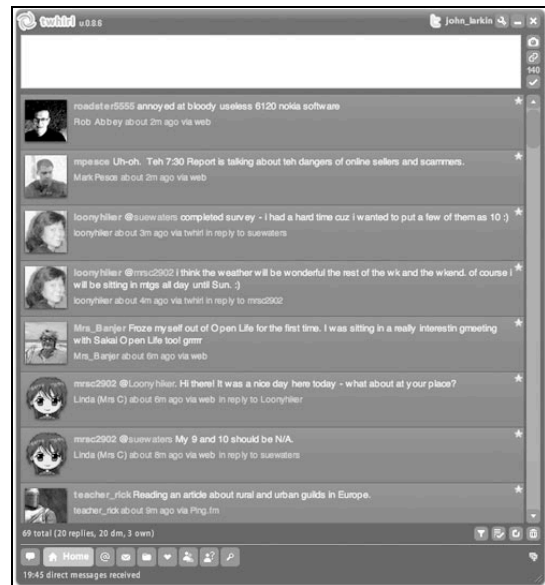 twhirl v.0.8.6
john_larkin
140
roadster5555 annoyed at bloody useless 6120 nokia software
Rob Abbey about 2m ago via web
mpesce Uh-oh. Teh 7:30 Report is talking about teh dangers of online sellers and scammers.
Mark Pesce about 2m ago via web
loonyhiker @suewaters completed survey - i had a hard time cuz i wanted to put a few of them as 10 :)
loonyhiker about 3m ago via twhirl in reply to suewaters
loonyhiker @mrsc2902 i think the weather will be wonderful the rest of the wk and the wkend. of course i
will be sitting in mtgs all day until Sun. :)
loonyhiker about 4m ago via twhirl in reply to mrsc2902
Mrs_Banjer Froze myself out of Open Life for the first time. I was sitting in a really interestin gmeeting
with Sakai Open Life tool grrrr
Mrs_Banjer about 6m ago via web
mrsc2902 @Loonyhiker. Hi there! It was a nice day here today - what about at your place?
Linda (Mrs C) about 6m ago via web in reply to Loonyhiker
mrsc2902 @suewaters My 9 and 10 should be N/A.
Linda (Mrs C) about 8m ago via web in reply to suewaters
teacher_rick Reading an article about rural and urban guilds in Europe.
teacher_rick about 9m ago via Ping.fm
69 total (20 replies, 20 dm, 3 own)
Home
19:45 direct messages received